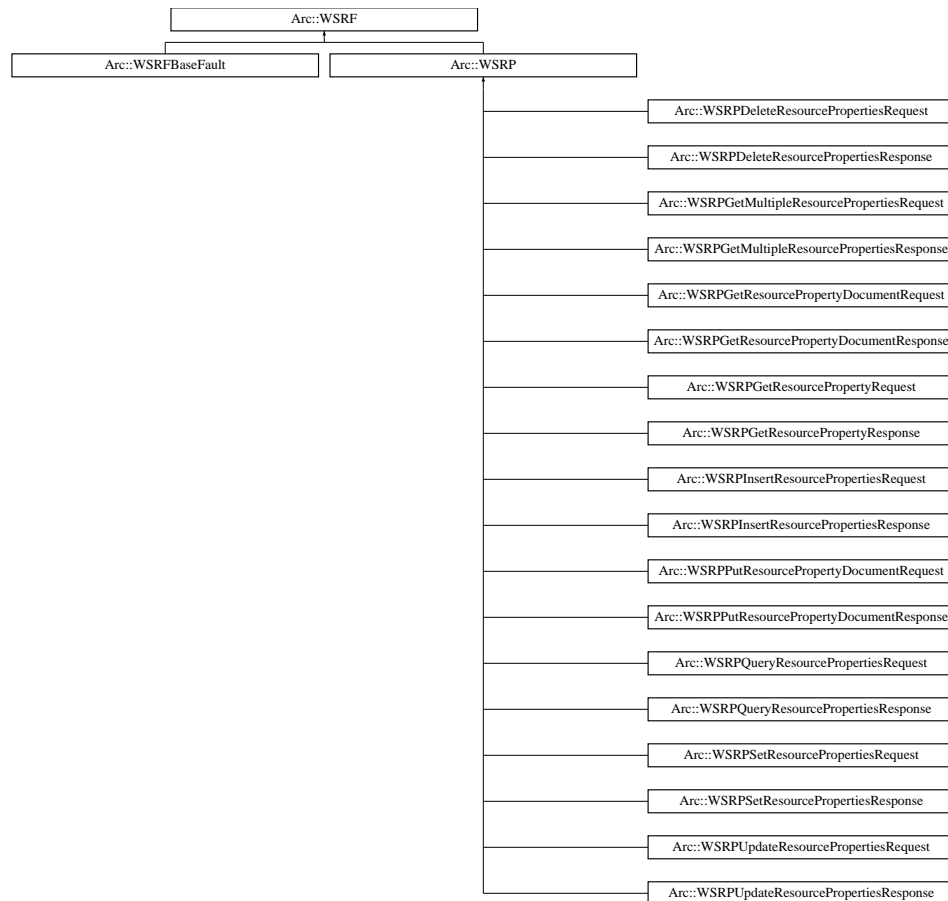 Arc::WSRF
Arc::WSRFBaseFault
Arc::WSRP
Arc::WSRPDeleteResourcePropertiesRequest
Arc::WSRPDeleteResourcePropertiesResponse
Arc::WSRPGetMultipleResourcePropertiesRequest
Arc::WSRPGetMultipleResourcePropertiesResponse
Arc::WSRPGetResourcePropertyDocumentRequest
Arc::WSRPGetResourcePropertyDocumentResponse
Arc::WSRPGetResourcePropertyRequest
Arc::WSRPGetResourcePropertyResponse
Arc::WSRPInsertResourcePropertiesRequest
Arc::WSRPInsertResourcePropertiesResponse
Arc::WSRPPutResourcePropertyDocumentRequest
Arc::WSRPPutResourcePropertyDocumentResponse
Arc::WSRPQueryResourcePropertiesRequest
Arc::WSRPQueryResourcePropertiesResponse
Arc::WSRPSetResourcePropertiesRequest
Arc::WSRPSetResourcePropertiesResponse
Arc::WSRPUpdateResourcePropertiesRequest
Arc::WSRPUpdateResourcePropertiesResponse